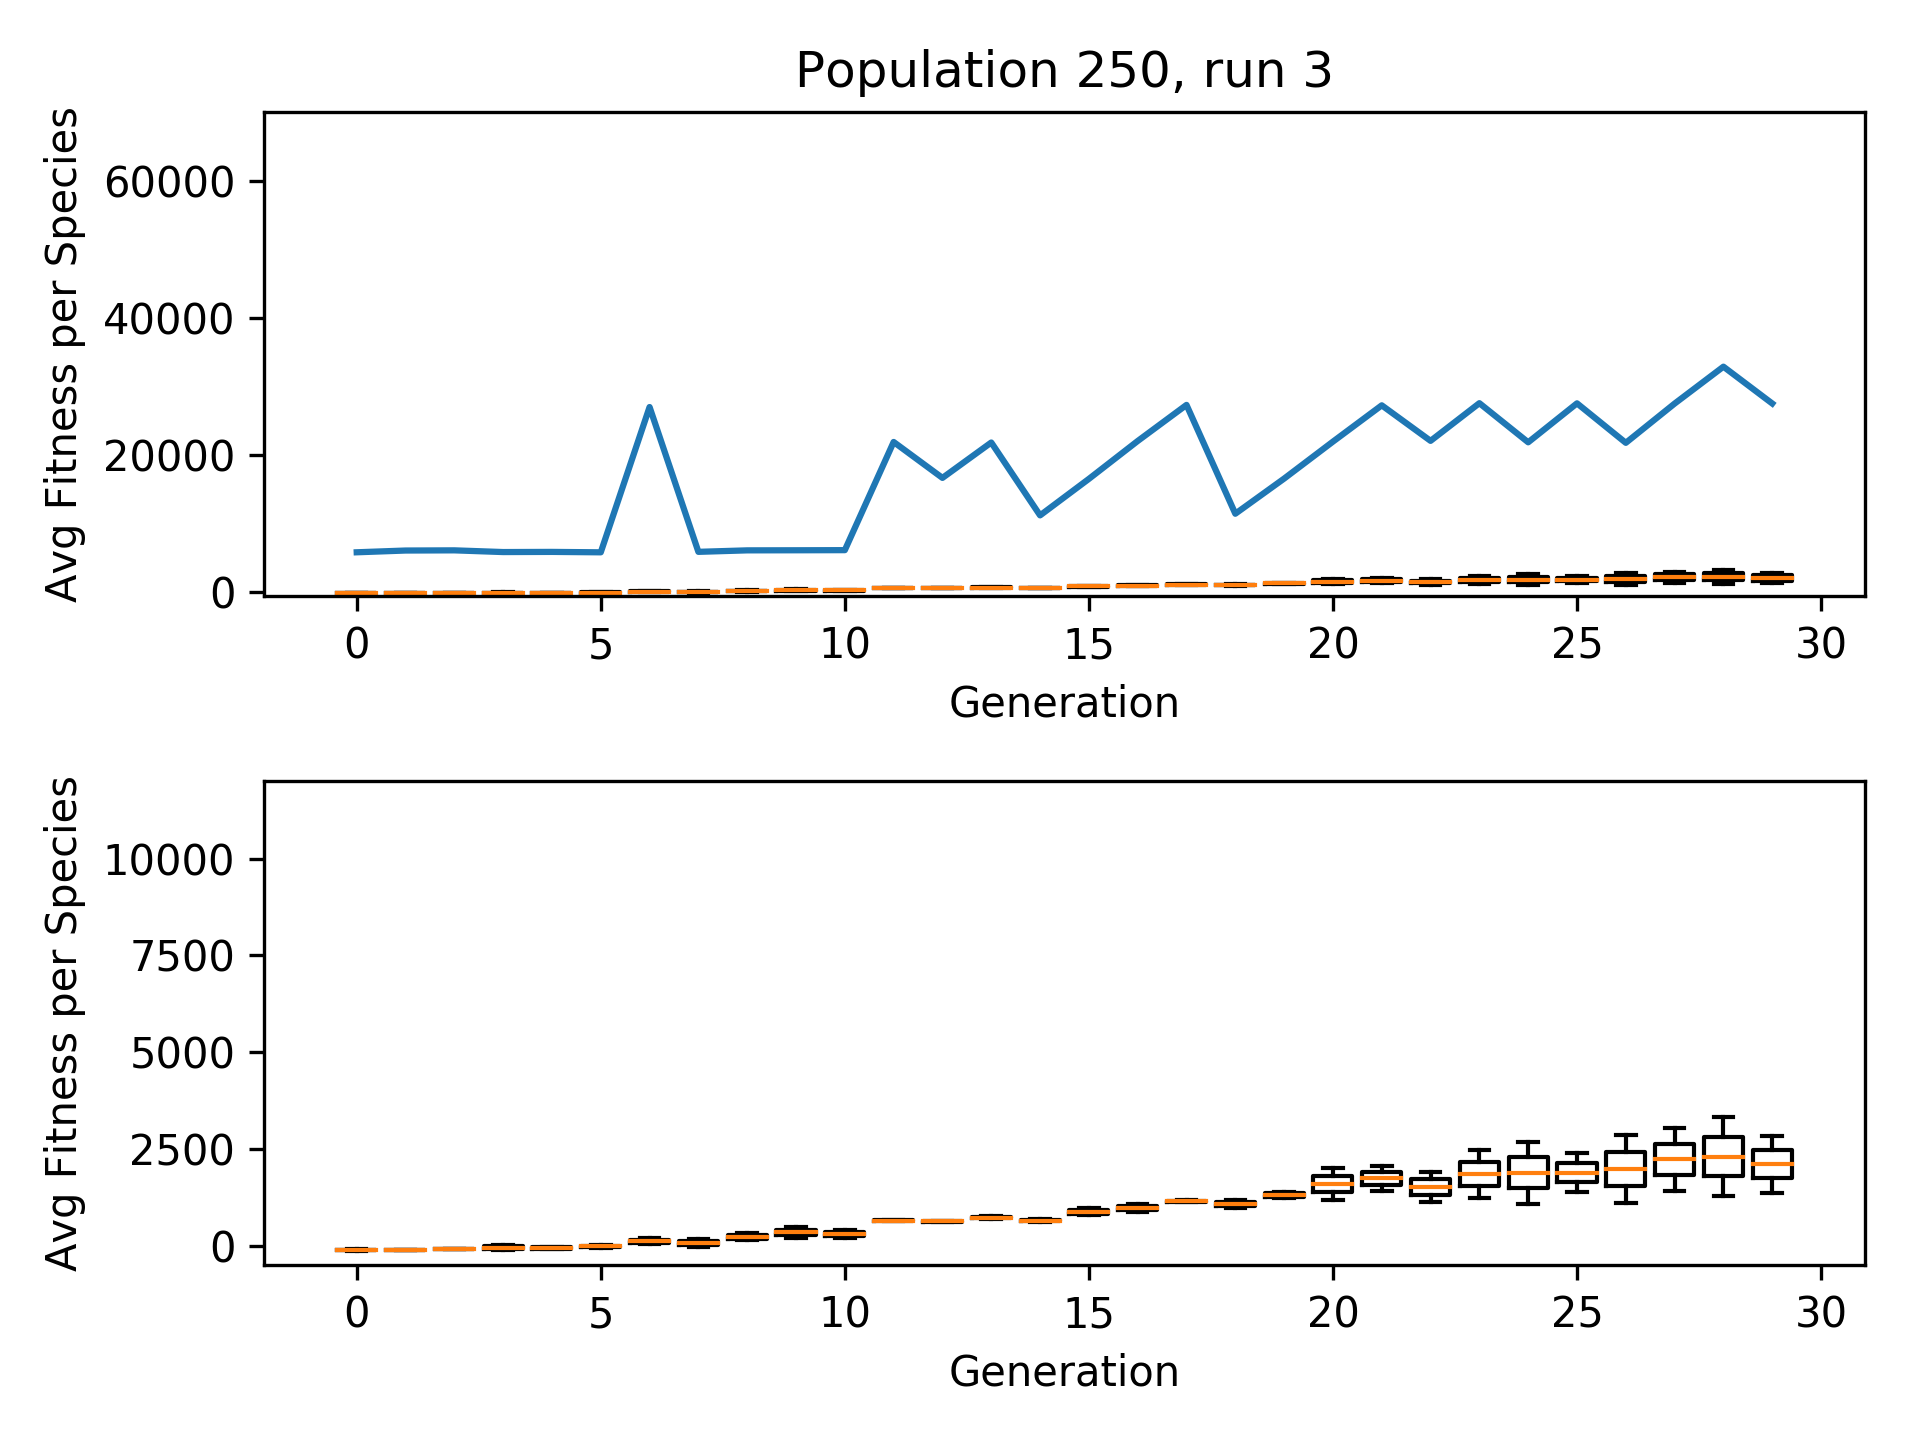 Population 250, run 3
Avg Fitness per Species
60000
40000
20000
0
0 5 10 15 20 25 30
Generation
Avg Fitness per Species
10000
7500
5000
2500
0
0 5 10 15 20 25 30
Generation